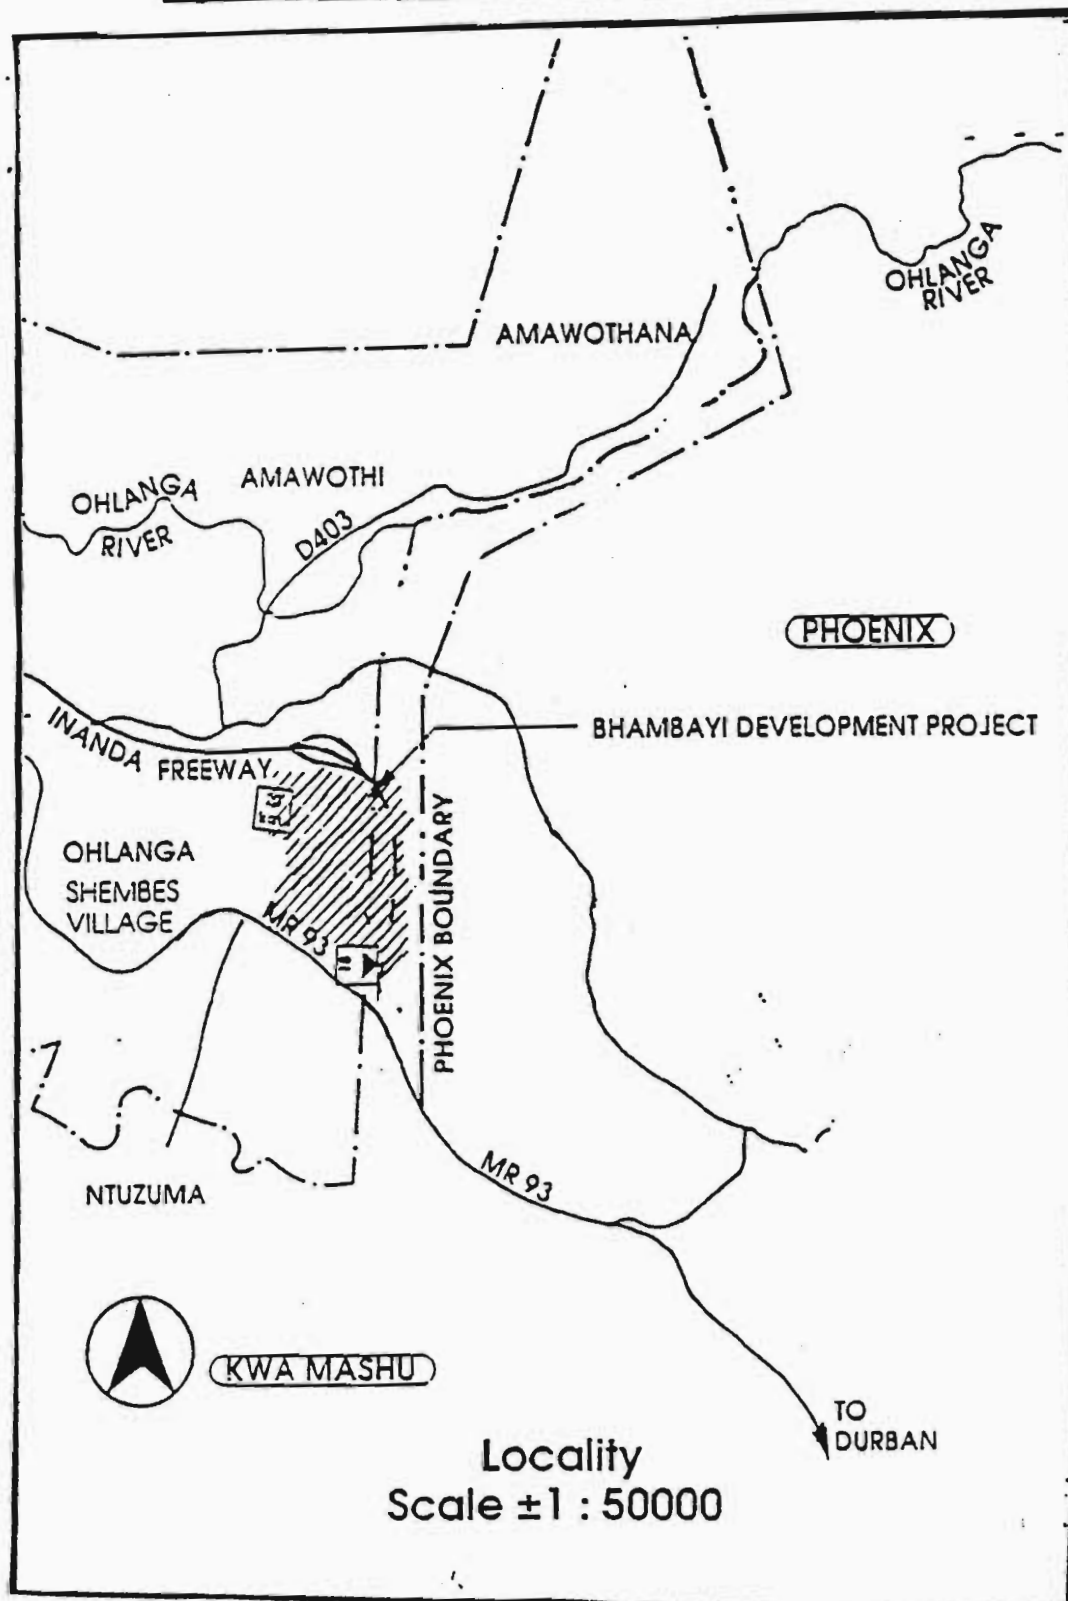 OHLANGA
RIVER
AMAWOTHANA
AMAWOTHI
OHLANGA
RIVER
D403
PHOENIX
BHAMBAYI DEVELOPMENT PROJECT
INANDA FREEWAY
OHLANGA
SHEMBES
VILLAGE
MR 93
PHOENIX BOUNDARY
MR 93
NTUZUMA
KWA MASHU
TO
DURBAN
Locality
Scale ±1 : 50000